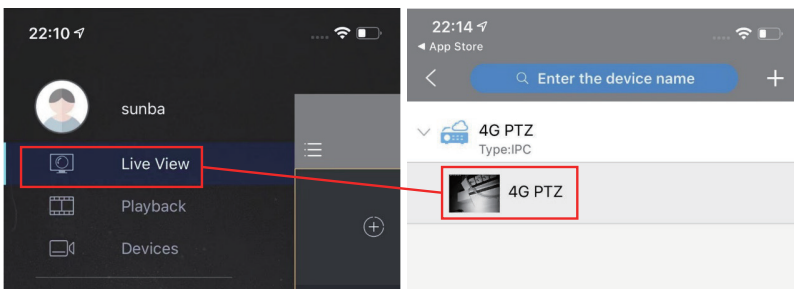 22:10
sunba
Live View
Playback
Devices
22:14
◀ App Store
Enter the device name
4G PTZ
Type:IPC
4G PTZ